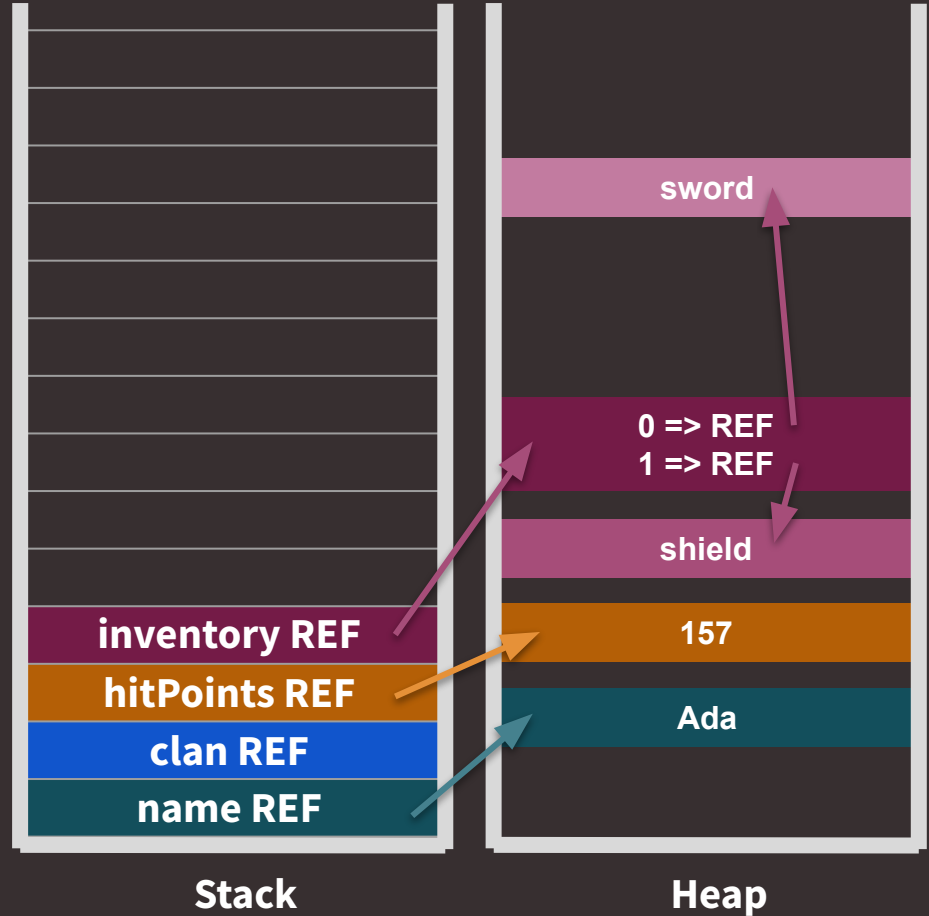 inventory REF
hitPoints REF
clan REF
name REF
Stack
sword
0 => REF
1 => REF
shield
157
Ada
Heap